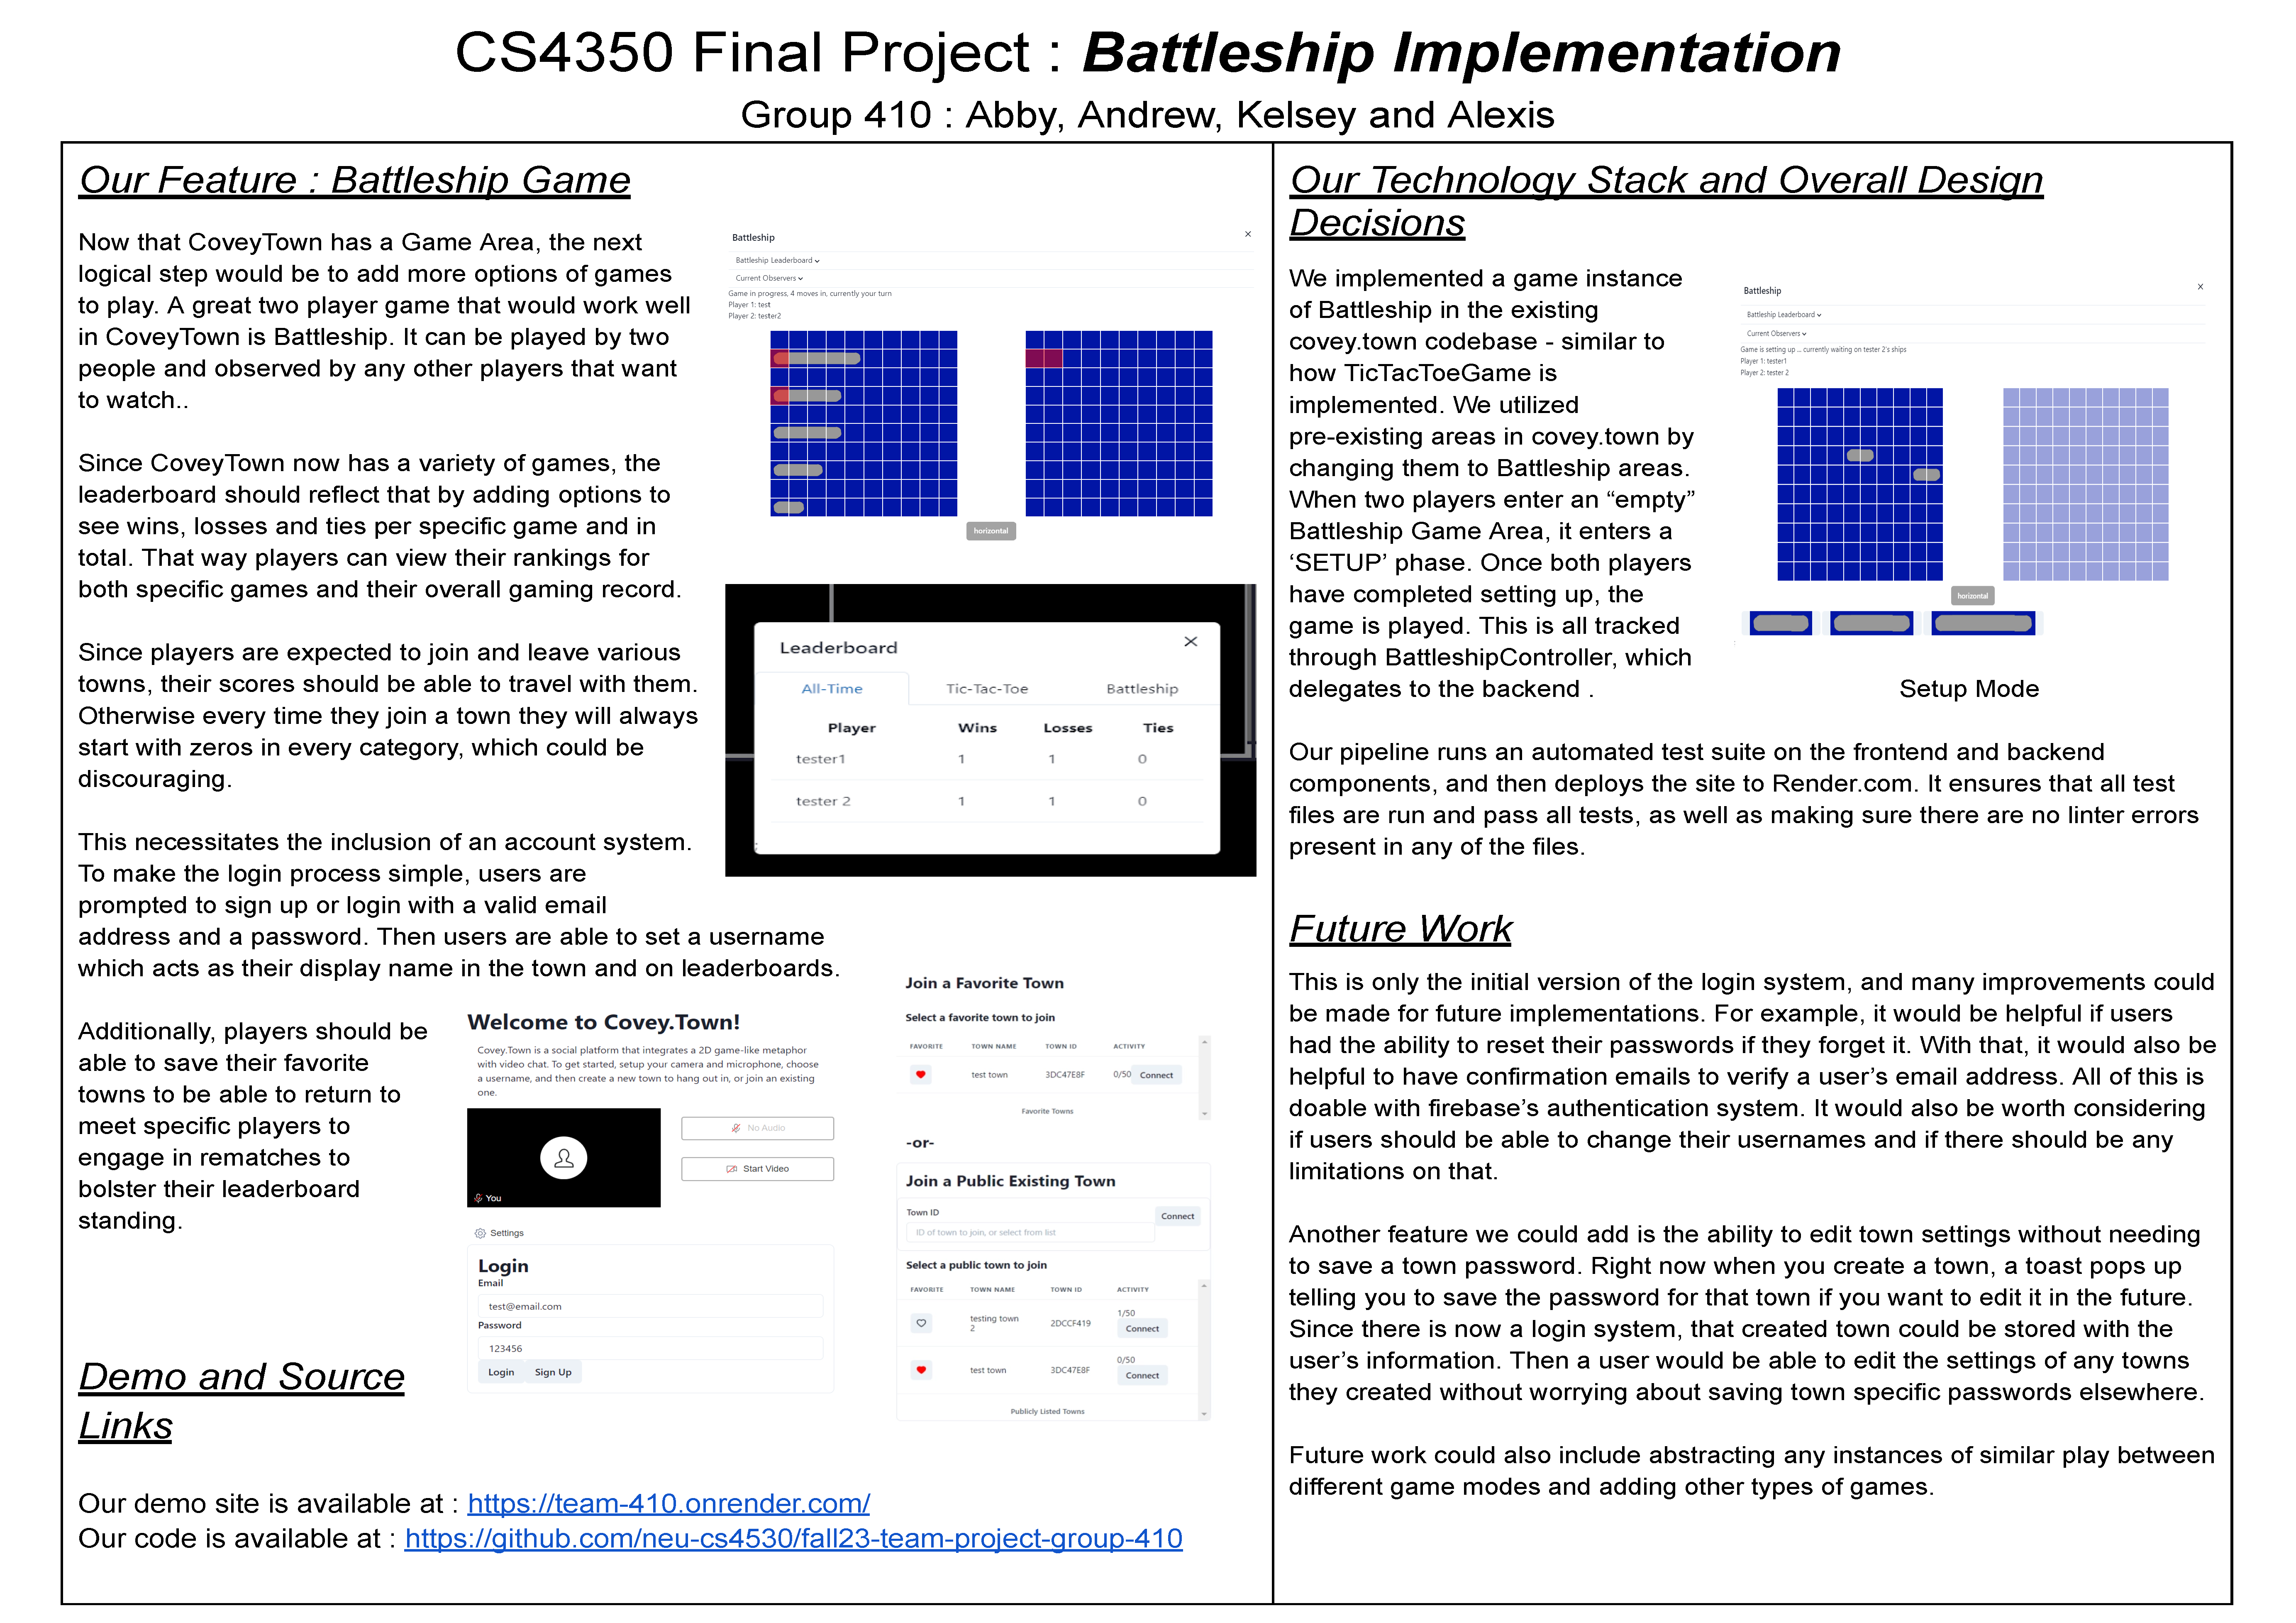 CS4350 Final Project : Battleship Implementation
Group 410 : Abby, Andrew, Kelsey and Alexis
Our Feature : Battleship Game
Now that CoveyTown has a Game Area, the next
logical step would be to add more options of games
to play. A great two player game that would work well
in CoveyTown is Battleship. It can be played by two
people and observed by any other players that want
to watch..
Since CoveyTown now has a variety of games, the
leaderboard should reflect that by adding options to
see wins, losses and ties per specific game and in
total. That way players can view their rankings for
both specific games and their overall gaming record.
Since players are expected to join and leave various
towns, their scores should be able to travel with them.
Otherwise every time they join a town they will always
start with zeros in every category, which could be
discouraging.
This necessitates the inclusion of an account system.
To make the login process simple, users are
prompted to sign up or login with a valid email
address and a password. Then users are able to set a username
which acts as their display name in the town and on leaderboards.
Additionally, players should be
able to save their favorite
towns to be able to return to
meet specific players to
engage in rematches to
bolster their leaderboard
standing.
Battleship
Battleship Leaderboard
Current Observers
Game in progress, 4 moves in, currently your turn
Player 1: test
Player 2: tester2
horizontal
Leaderboard
All-Time Tic-Tac-Toe Battleship
Player Wins Losses Ties
tester1 1 1 0
tester 2 1 1 0
Welcome to Covey.Town!
Covey.Town is a social platform that integrates a 2D game-like metaphor
with video chat. To get started, setup your camera and microphone, choose
a username, and then create a new town to hang out in, or join an existing
one.
No Audio
Start Video
You
Settings
Login
Email
test@email.com
Password
123456
Login Sign Up
Join a Favorite Town
Select a favorite town to join
FAVORITE TOWN NAME TOWN ID ACTIVITY
test town 3DC47E8F 0/50 Connect
Favorite Towns
-or-
Join a Public Existing Town
Town ID
Connect
ID of town to join, or select from list
Select a public town to join
FAVORITE TOWN NAME TOWN ID ACTIVITY
testing town 2 2DCCF419 1/50 Connect
test town 3DC47E8F 0/50 Connect
Publicly Listed Towns
Demo and Source
Links
Our demo site is available at : https://team-410.onrender.com/
Our code is available at : https://github.com/neu-cs4530/fall23-team-project-group-410
Our Technology Stack and Overall Design
Decisions
We implemented a game instance
of Battleship in the existing
covey.town codebase - similar to
how TicTacToeGame is
implemented. We utilized
pre-existing areas in covey.town by
changing them to Battleship areas.
When two players enter an “empty”
Battleship Game Area, it enters a
‘SETUP’ phase. Once both players
have completed setting up, the
game is played. This is all tracked
through BattleshipController, which
delegates to the backend .
Battleship
Battleship Leaderboard
Current Observers
Game is setting up ... currently waiting on tester 2's ships
Player 1: tester1
Player 2: tester 2
horizontal
Setup Mode
Our pipeline runs an automated test suite on the frontend and backend
components, and then deploys the site to Render.com. It ensures that all test
files are run and pass all tests, as well as making sure there are no linter errors
present in any of the files.
Future Work
This is only the initial version of the login system, and many improvements could
be made for future implementations. For example, it would be helpful if users
had the ability to reset their passwords if they forget it. With that, it would also be
helpful to have confirmation emails to verify a user’s email address. All of this is
doable with firebase’s authentication system. It would also be worth considering
if users should be able to change their usernames and if there should be any
limitations on that.
Another feature we could add is the ability to edit town settings without needing
to save a town password. Right now when you create a town, a toast pops up
telling you to save the password for that town if you want to edit it in the future.
Since there is now a login system, that created town could be stored with the
user’s information. Then a user would be able to edit the settings of any towns
they created without worrying about saving town specific passwords elsewhere.
Future work could also include abstracting any instances of similar play between
different game modes and adding other types of games.